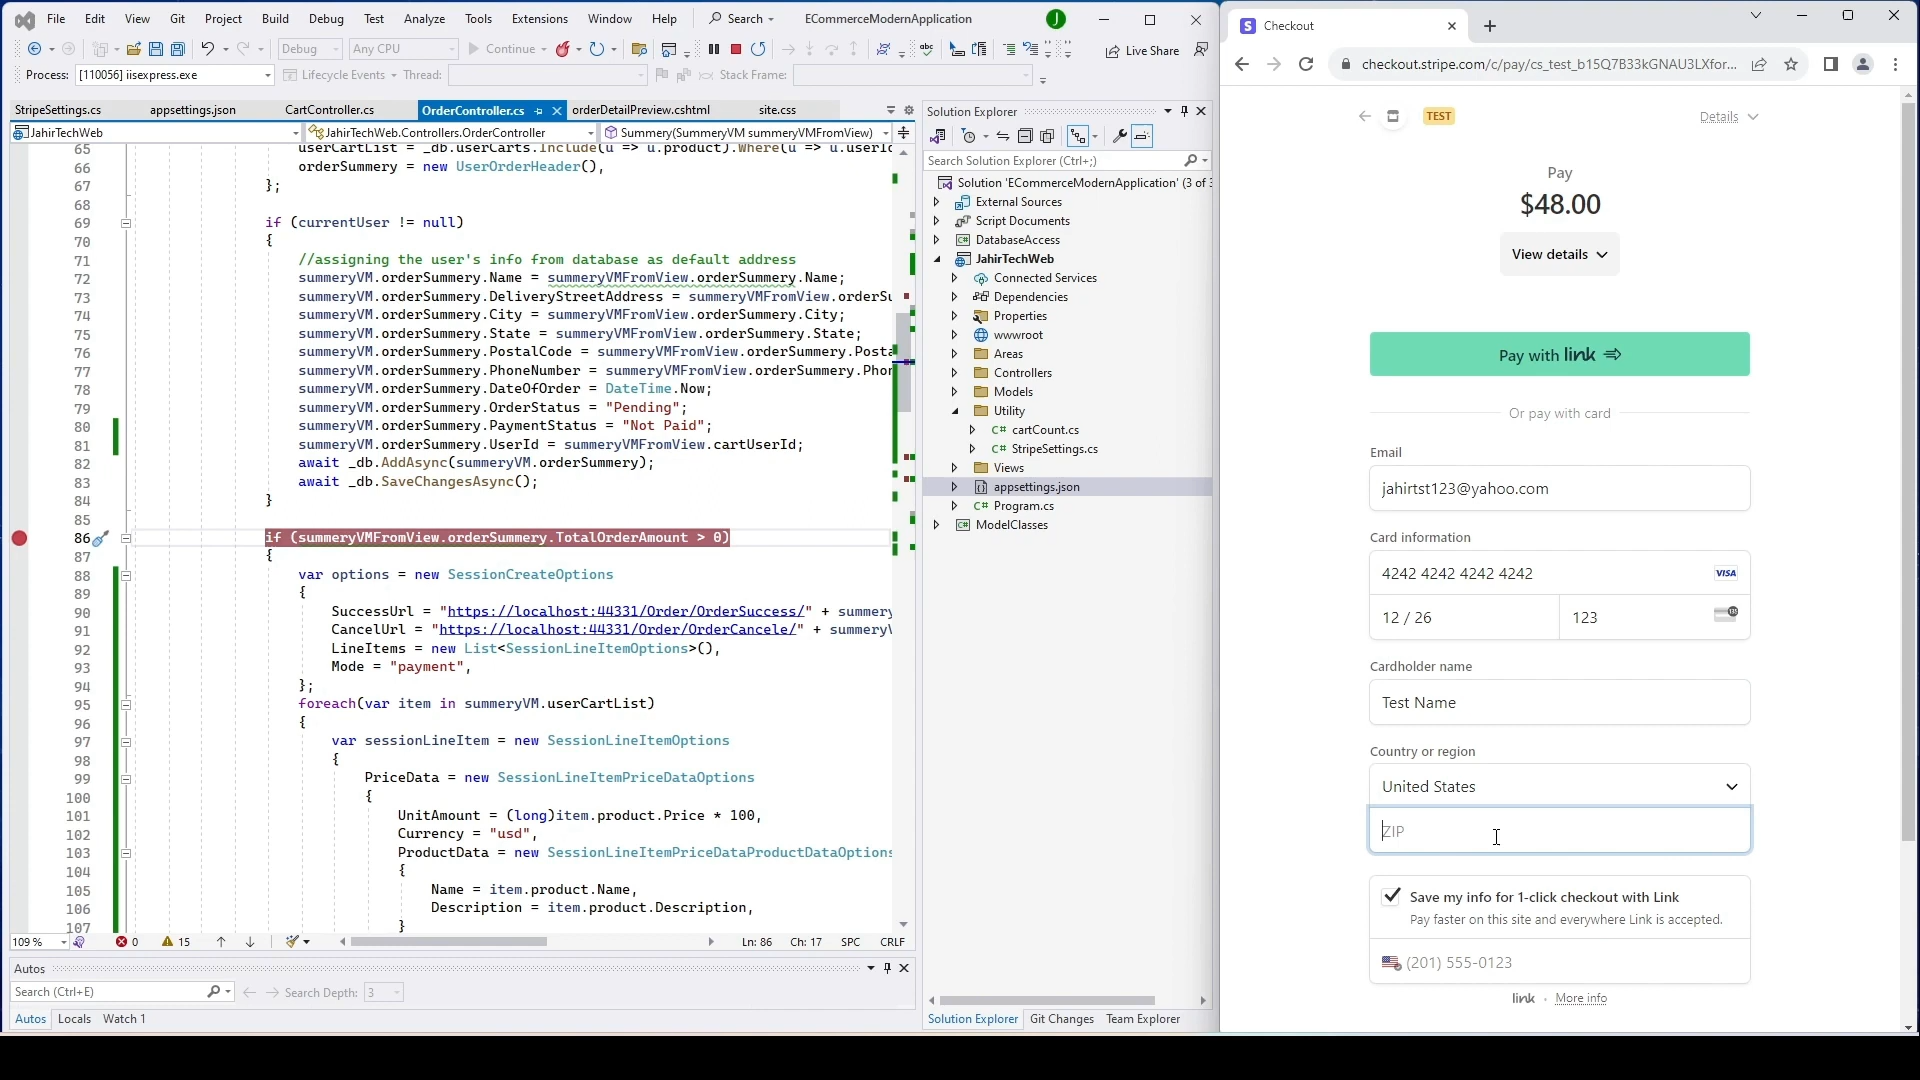 File Edit View Git Project Build Debug Test Analyze Tools Extensions Window Help Search ECommerceModernApplication J
Debug Any CPU Continue Live Share
Process: [110056] iisexpress.exe Lifecycle Events Thread: Stack Frame:
StripeSettings.cs appsettings.json CartController.fs OrderController.cs orderDetailPreview.cshtml site.css
JahirTechWeb JahirTechWeb.Controllers.OrderController Summery(SummeryVM summeryVMFromView)
65 userCartList = _db.userCarts.Include(u => u.product).Where(u => u.userId
66 orderSummery = new UserOrderHeader(),
67 };
68
69 if (currentUser != null)
70 {
71 //assigning the user's info from database as default address
72 summeryVM.orderSummery.Name = summeryVMFromView.orderSummery.Name;
73 summeryVM.orderSummery.DeliveryStreetAddress = summeryVMFromView.orderSu
74 summeryVM.orderSummery.City = summeryVMFromView.orderSummery.City;
75 summeryVM.orderSummery.State = summeryVMFromView.orderSummery.State;
76 summeryVM.orderSummery.PostalCode = summeryVMFromView.orderSummery.Posta
77 summeryVM.orderSummery.PhoneNumber = summeryVMFromView.orderSummery.Phon
78 summeryVM.orderSummery.DateOfOrder = DateTime.Now;
79 summeryVM.orderSummery.OrderStatus = "Pending";
80 summeryVM.orderSummery.PaymentStatus = "Not Paid";
81 summeryVM.orderSummery.UserId = summeryVMFromView.cartUserId;
82 await _db.AddAsync(summeryVM.orderSummery);
83 await _db.SaveChangesAsync();
84 }
85
86 if (summeryVMFromView.orderSummery.TotalOrderAmount > 0)
87 {
88 var options = new SessionCreateOptions
89 {
90 SuccessUrl = "https://localhost:44331/Order/OrderSuccess/" + summery
91 CancelUrl = "https://localhost:44331/Order/OrderCancele/" + summeryV
92 LineItems = new List<SessionLineItemOptions>(),
93 Mode = "payment",
94 };
95 foreach(var item in summeryVM.userCartList)
96 {
97 var sessionLineItem = new SessionLineItemOptions
98 {
99 PriceData = new SessionLineItemPriceDataOptions
100 {
101 UnitAmount = (long)item.product.Price * 100,
102 Currency = "usd",
103 ProductData = new SessionLineItemPriceDataProductDataOptions
104 {
105 Name = item.product.Name,
106 Description = item.product.Description,
107 }
109 % 0 15 Ln: 86 Ch: 17 SPC CRLF
Autos
Search (Ctrl+E) Search Depth: 3
Autos Locals Watch 1
Solution Explorer
Search Solution Explorer (Ctrl+;)
Solution 'ECommerceModernApplication' (3 of 3
External Sources
Script Documents
DatabaseAccess
JahirTechWeb
Connected Services
Dependencies
Properties
wwwroot
Areas
Controllers
Models
Utility
cartCount.cs
StripeSettings.cs
Views
appsettings.json
Program.cs
ModelClasses
Solution Explorer Git Changes Team Explorer
S Checkout
checkout.stripe.com/c/pay/cs_test_b15Q7B33kGNAU3LXfor...
TEST Details
Pay
$48.00
View details
Pay with link
Or pay with card
Email
jahirtst123@yahoo.com
Card information
4242 4242 4242 4242 VISA
12 / 26 123
Cardholder name
Test Name
Country or region
United States
ZIP
Save my info for 1-click checkout with Link
Pay faster on this site and everywhere Link is accepted.
(201) 555-0123
link · More info